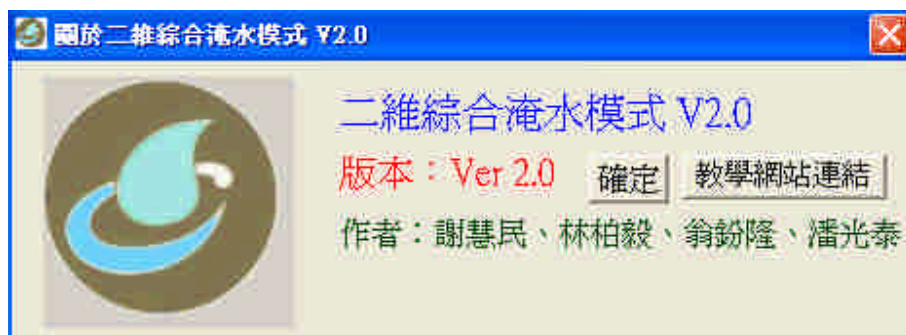 關於二維綜合淹水模式 V2.0
二維綜合淹水模式 V2.0
版本：Ver 2.0 確定 教學網站連結
作者：謝慧民、林柏毅、翁鈖隆、潘光泰